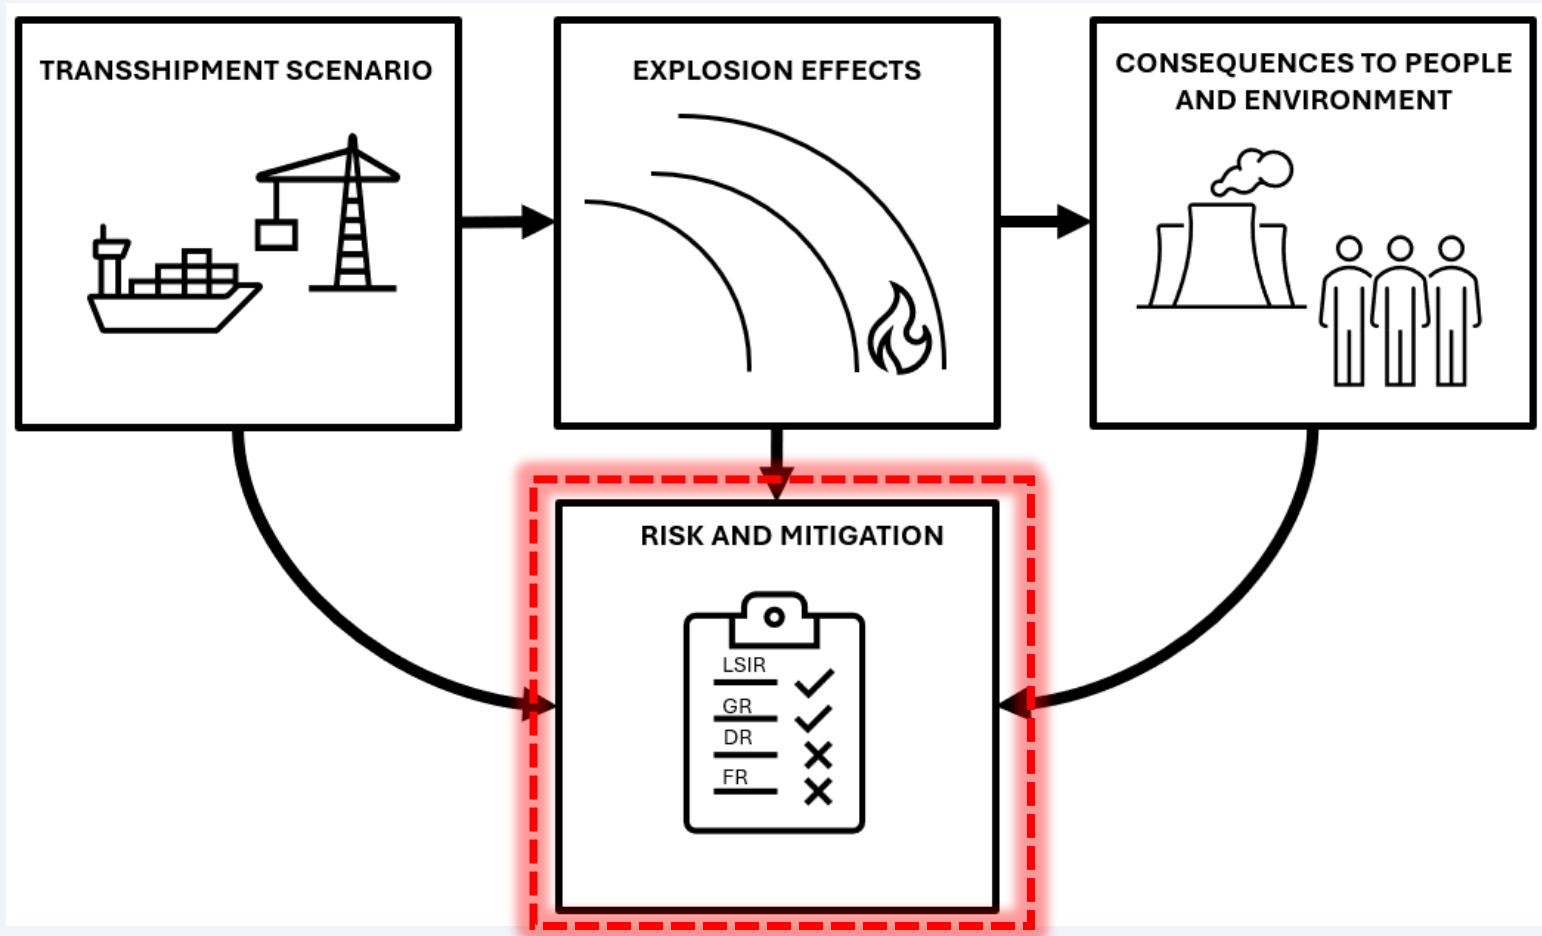 TRANSSHIPMENT SCENARIO
EXPLOSION EFFECTS
CONSEQUENCES TO PEOPLE
AND ENVIRONMENT
RISK AND MITIGATION
LSIR
GR
DR
FR